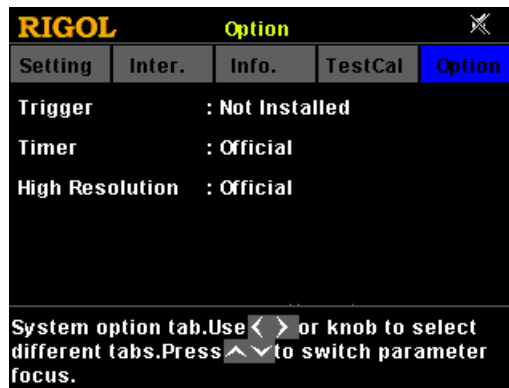 RIGOL Option
Setting Inter. Info. TestCal Option
Trigger : Not Installed
Timer : Official
High Resolution : Official
System option tab.Use < > or knob to select
different tabs.Press ^ v to switch parameter
focus.